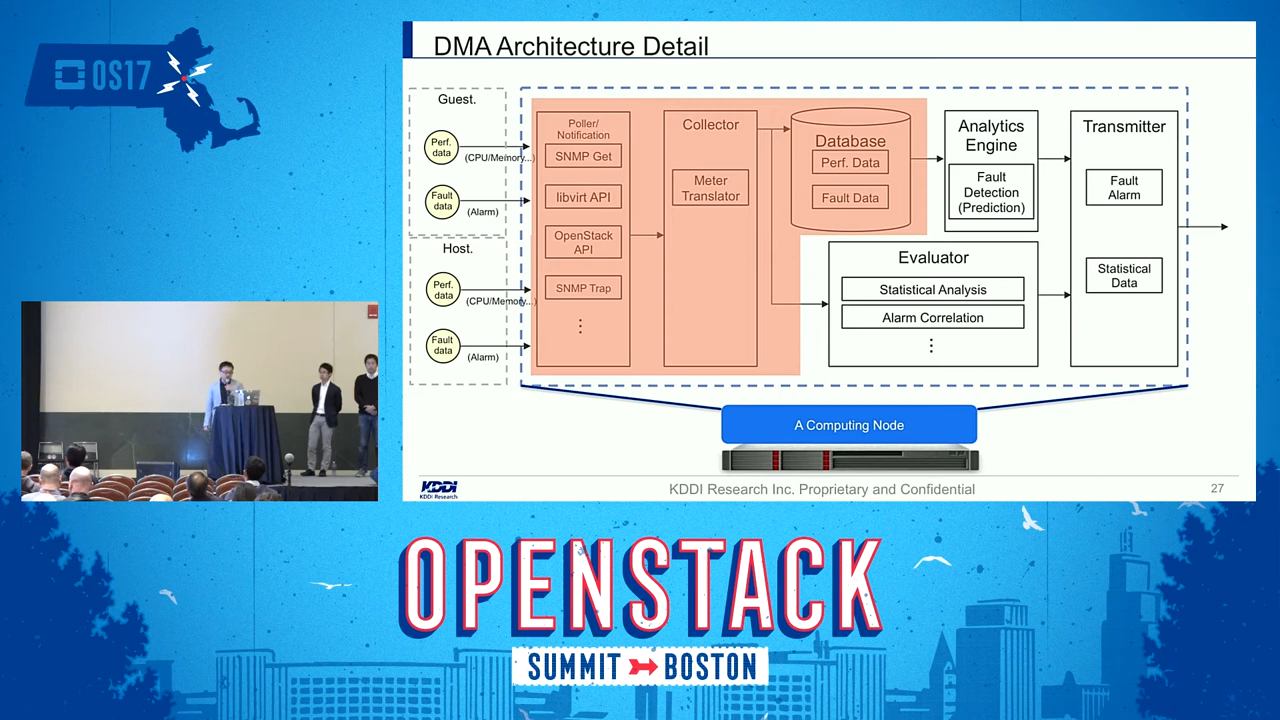 OS17
DMA Architecture Detail
Guest.
Perf.
data
(CPU/Memory...)
Fault
data
(Alarm)
Host.
Perf.
data
(CPU/Memory...)
Fault
data
(Alarm)
Poller/
Notification
SNMP Get
libvirt API
OpenStack
API
SNMP Trap
Collector
Meter
Translator
Database
Perf. Data
Fault Data
Analytics
Engine
Fault
Detection
(Prediction)
Evaluator
Statistical Analysis
Alarm Correlation
Transmitter
Fault
Alarm
Statistical
Data
A Computing Node
KDDI
KDDI Research
KDDI Research Inc. Proprietary and Confidential
27
OPENSTACK
SUMMIT BOSTON